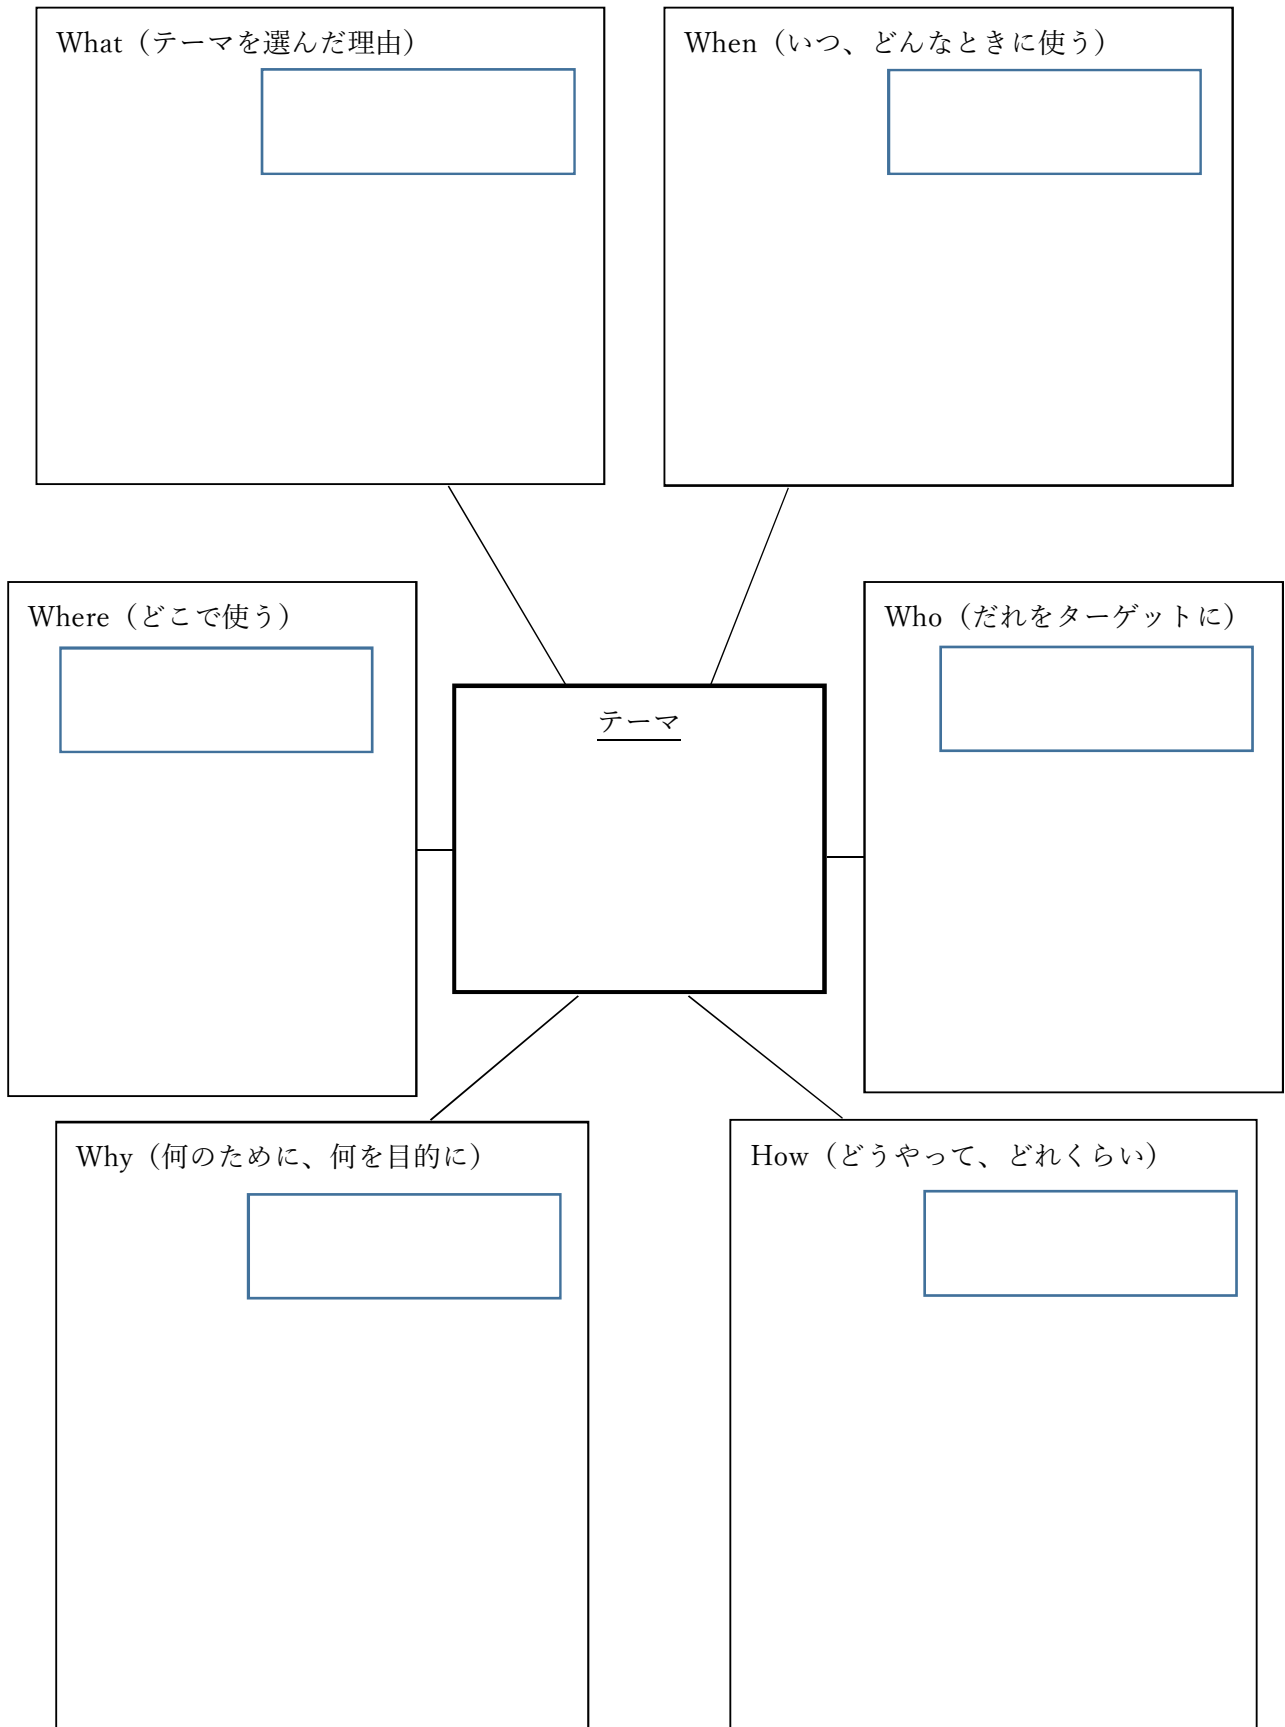 What（テーマを選んだ理由）
When（いつ、どんなときに使う）
Where（どこで使う）
Who（だれをターゲットに）
テーマ
Why（何のために、何を目的に）
How（どうやって、どれくらい）